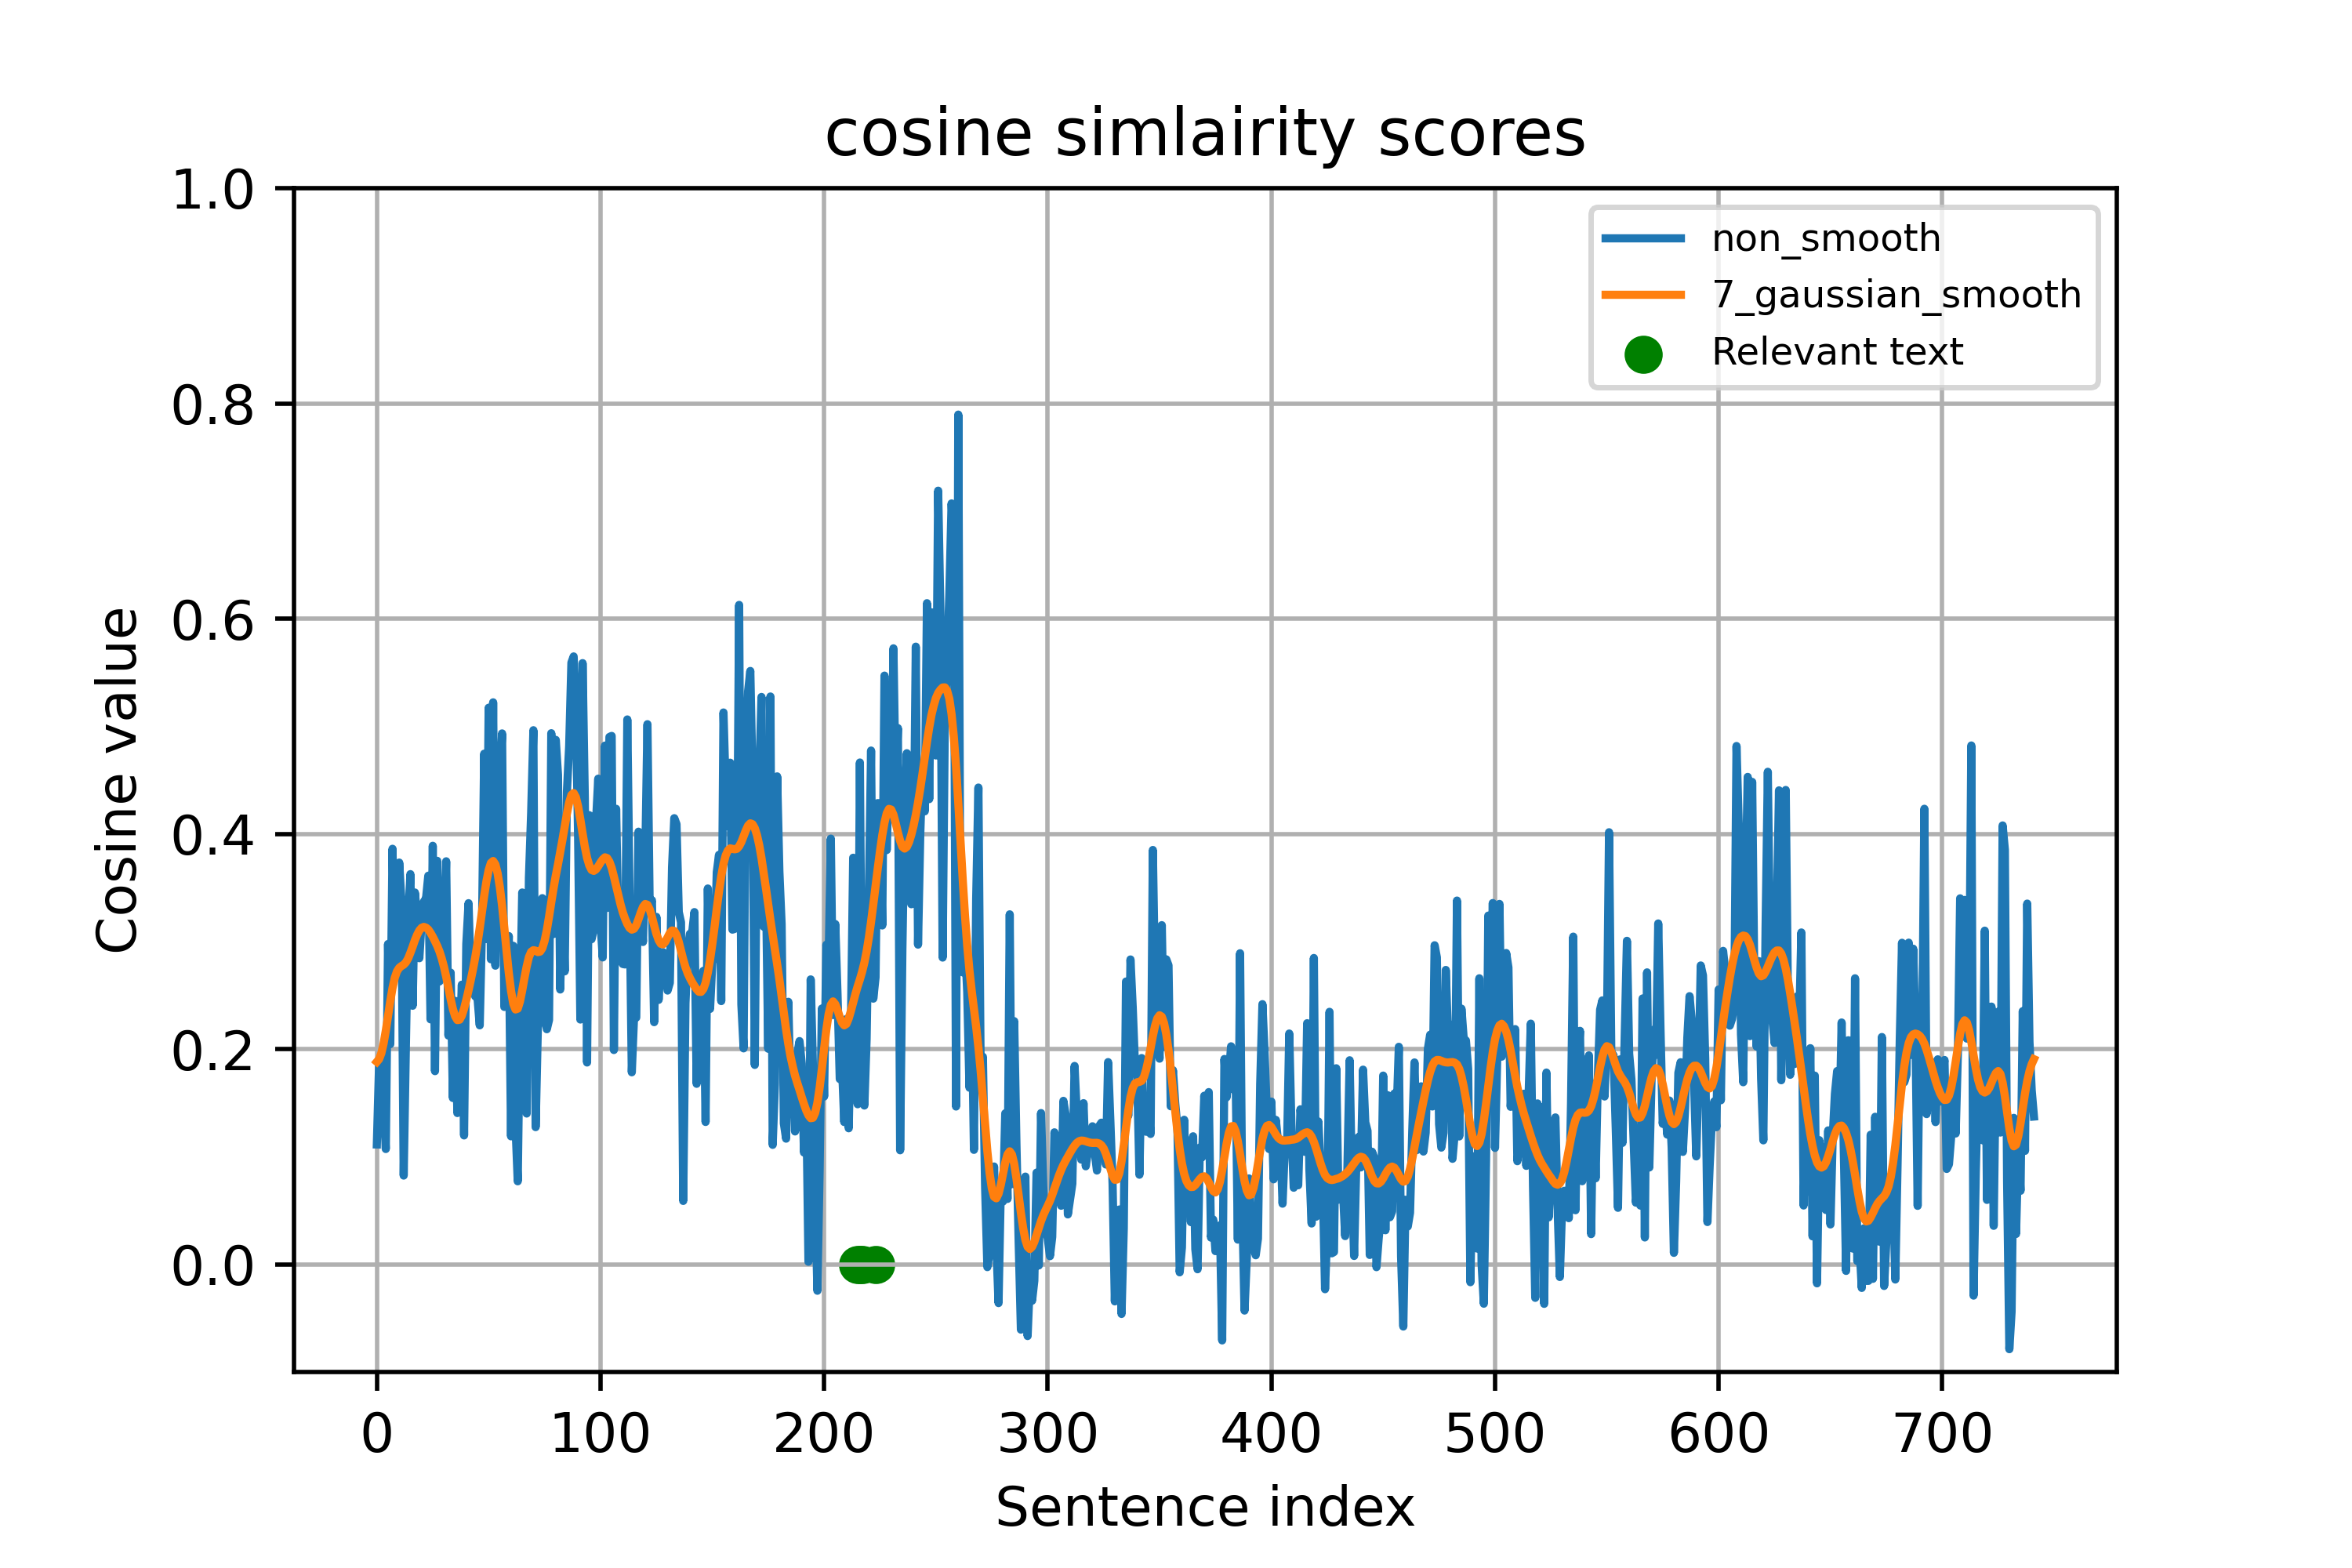 cosine simlairity scores
1.0
0.8
0.6
0.4
0.2
0.0
Cosine value
non_smooth
7_gaussian_smooth
Relevant text
0 100 200 300 400 500 600 700
Sentence index